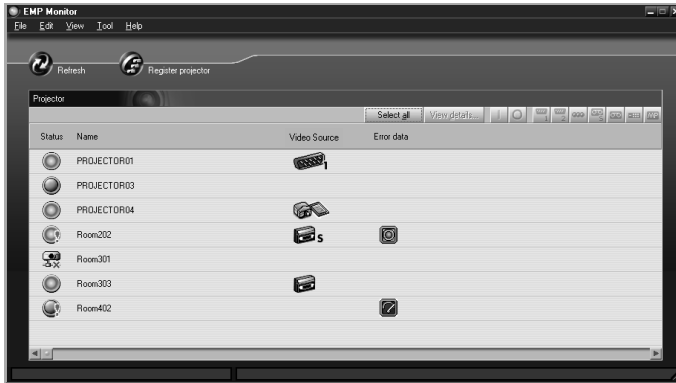 EMP Monitor
File Edit View Tool Help
Refresh Register projector
Projector
Select all View details...
Status Name Video Source Error data
PROJECTOR01 1
PROJECTOR03
PROJECTOR04
Room202 S
Room301
Room303
Room402